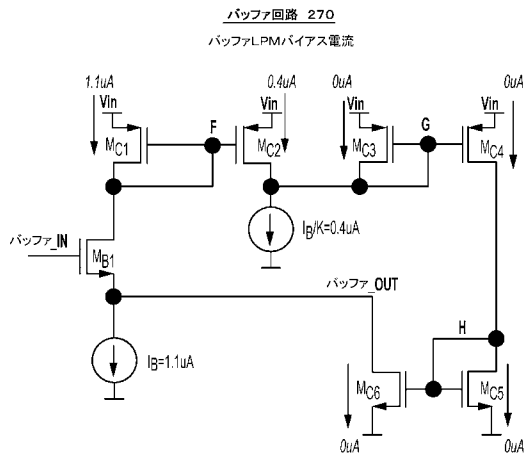 バッファ回路 270
バッファLPMバイアス電流
1.1uA
0.4uA
0uA
0uA
Vin
Vin
Vin
Vin
F
G
MC1
MC2
MC3
MC4
IB/K=0.4uA
バッファ_IN
MB1
バッファ_OUT
H
IB=1.1uA
MC6
MC5
0uA
0uA